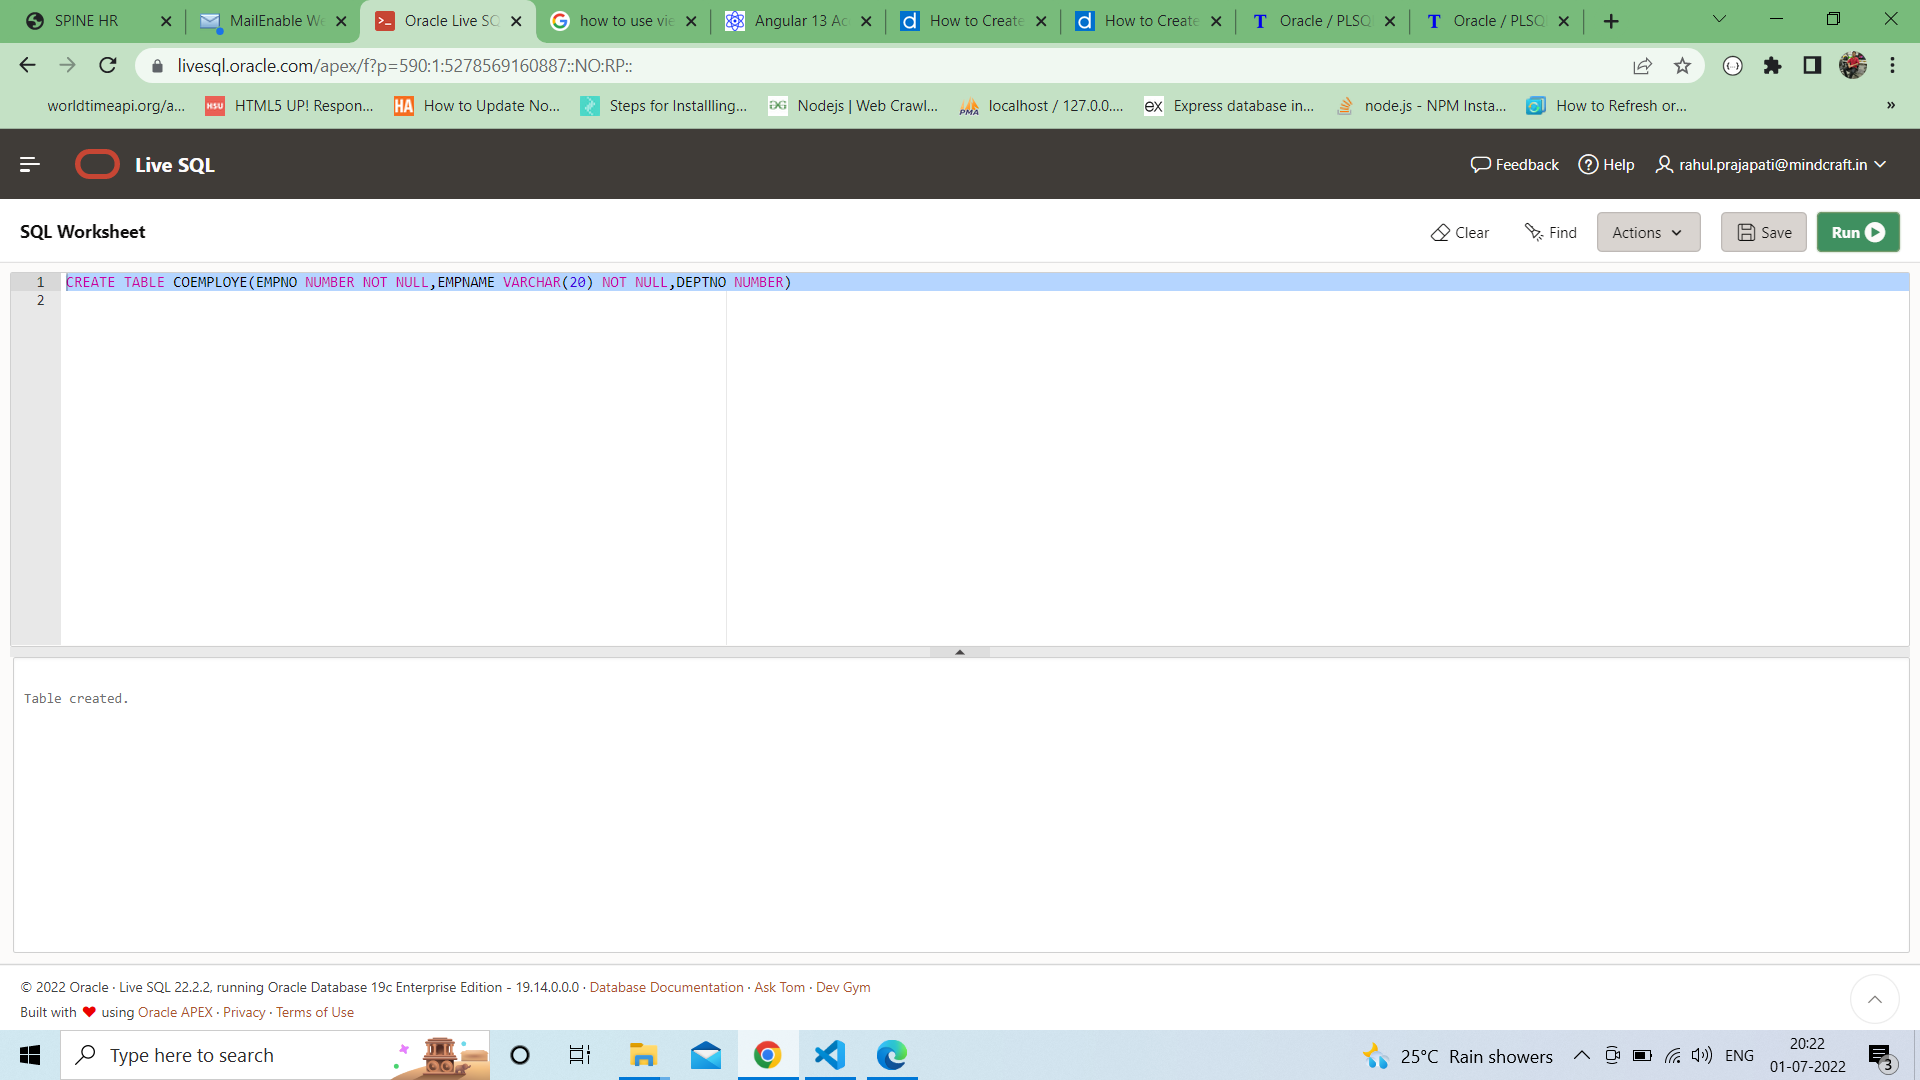 SPINE HR
MailEnable We
Oracle Live SQ
how to use vie
Angular 13 Ac
How to Create
How to Create
Oracle / PLSQ
Oracle / PLSQ
livesql.oracle.com/apex/f?p=590:1:5278569160887::NO:RP::
worldtimeapi.org/a...
HSU HTML5 UP! Respon...
HA How to Update No...
Steps for Installling...
Nodejs | Web Crawl...
PMA localhost / 127.0.0....
ex Express database in...
node.js - NPM Insta...
How to Refresh or...
»
Live SQL
Feedback
Help
rahul.prajapati@mindcraft.in
SQL Worksheet
Clear
Find
Actions
Save
Run
1 CREATE TABLE COEMPLOYE(EMPNO NUMBER NOT NULL,EMPNAME VARCHAR(20) NOT NULL,DEPTNO NUMBER)
2
Table created.
© 2022 Oracle · Live SQL 22.2.2, running Oracle Database 19c Enterprise Edition - 19.14.0.0.0 · Database Documentation · Ask Tom · Dev Gym
Built with ❤ using Oracle APEX · Privacy · Terms of Use
Type here to search
25°C Rain showers
ENG
20:22
01-07-2022
3